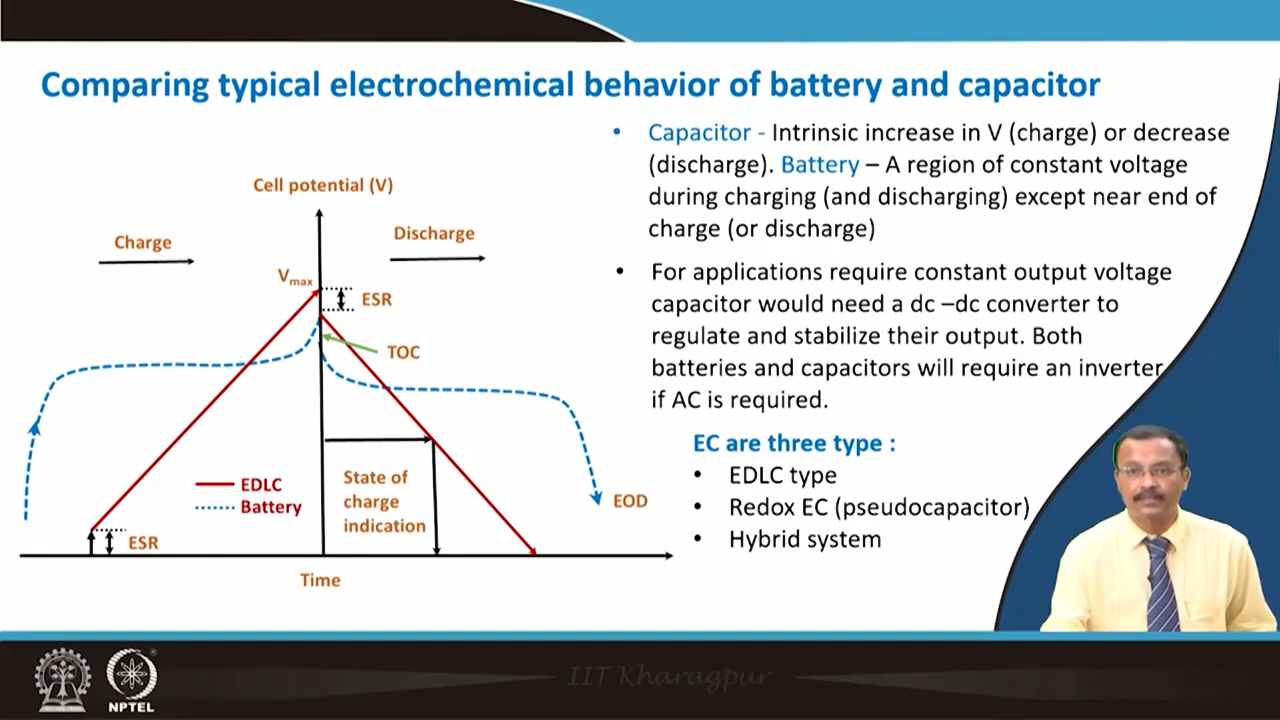 Comparing typical electrochemical behavior of battery and capacitor
Cell potential (V)
Charge
Discharge
Vmax
ESR
TOC
EDLC
Battery
State of
charge
indication
EOD
ESR
Time
• Capacitor - Intrinsic increase in V (charge) or decrease
(discharge). Battery – A region of constant voltage
during charging (and discharging) except near end of
charge (or discharge)
• For applications require constant output voltage
capacitor would need a dc –dc converter to
regulate and stabilize their output. Both
batteries and capacitors will require an inverter
if AC is required.
EC are three type :
• EDLC type
• Redox EC (pseudocapacitor)
• Hybrid system
NPTEL
IIT Kharagpur